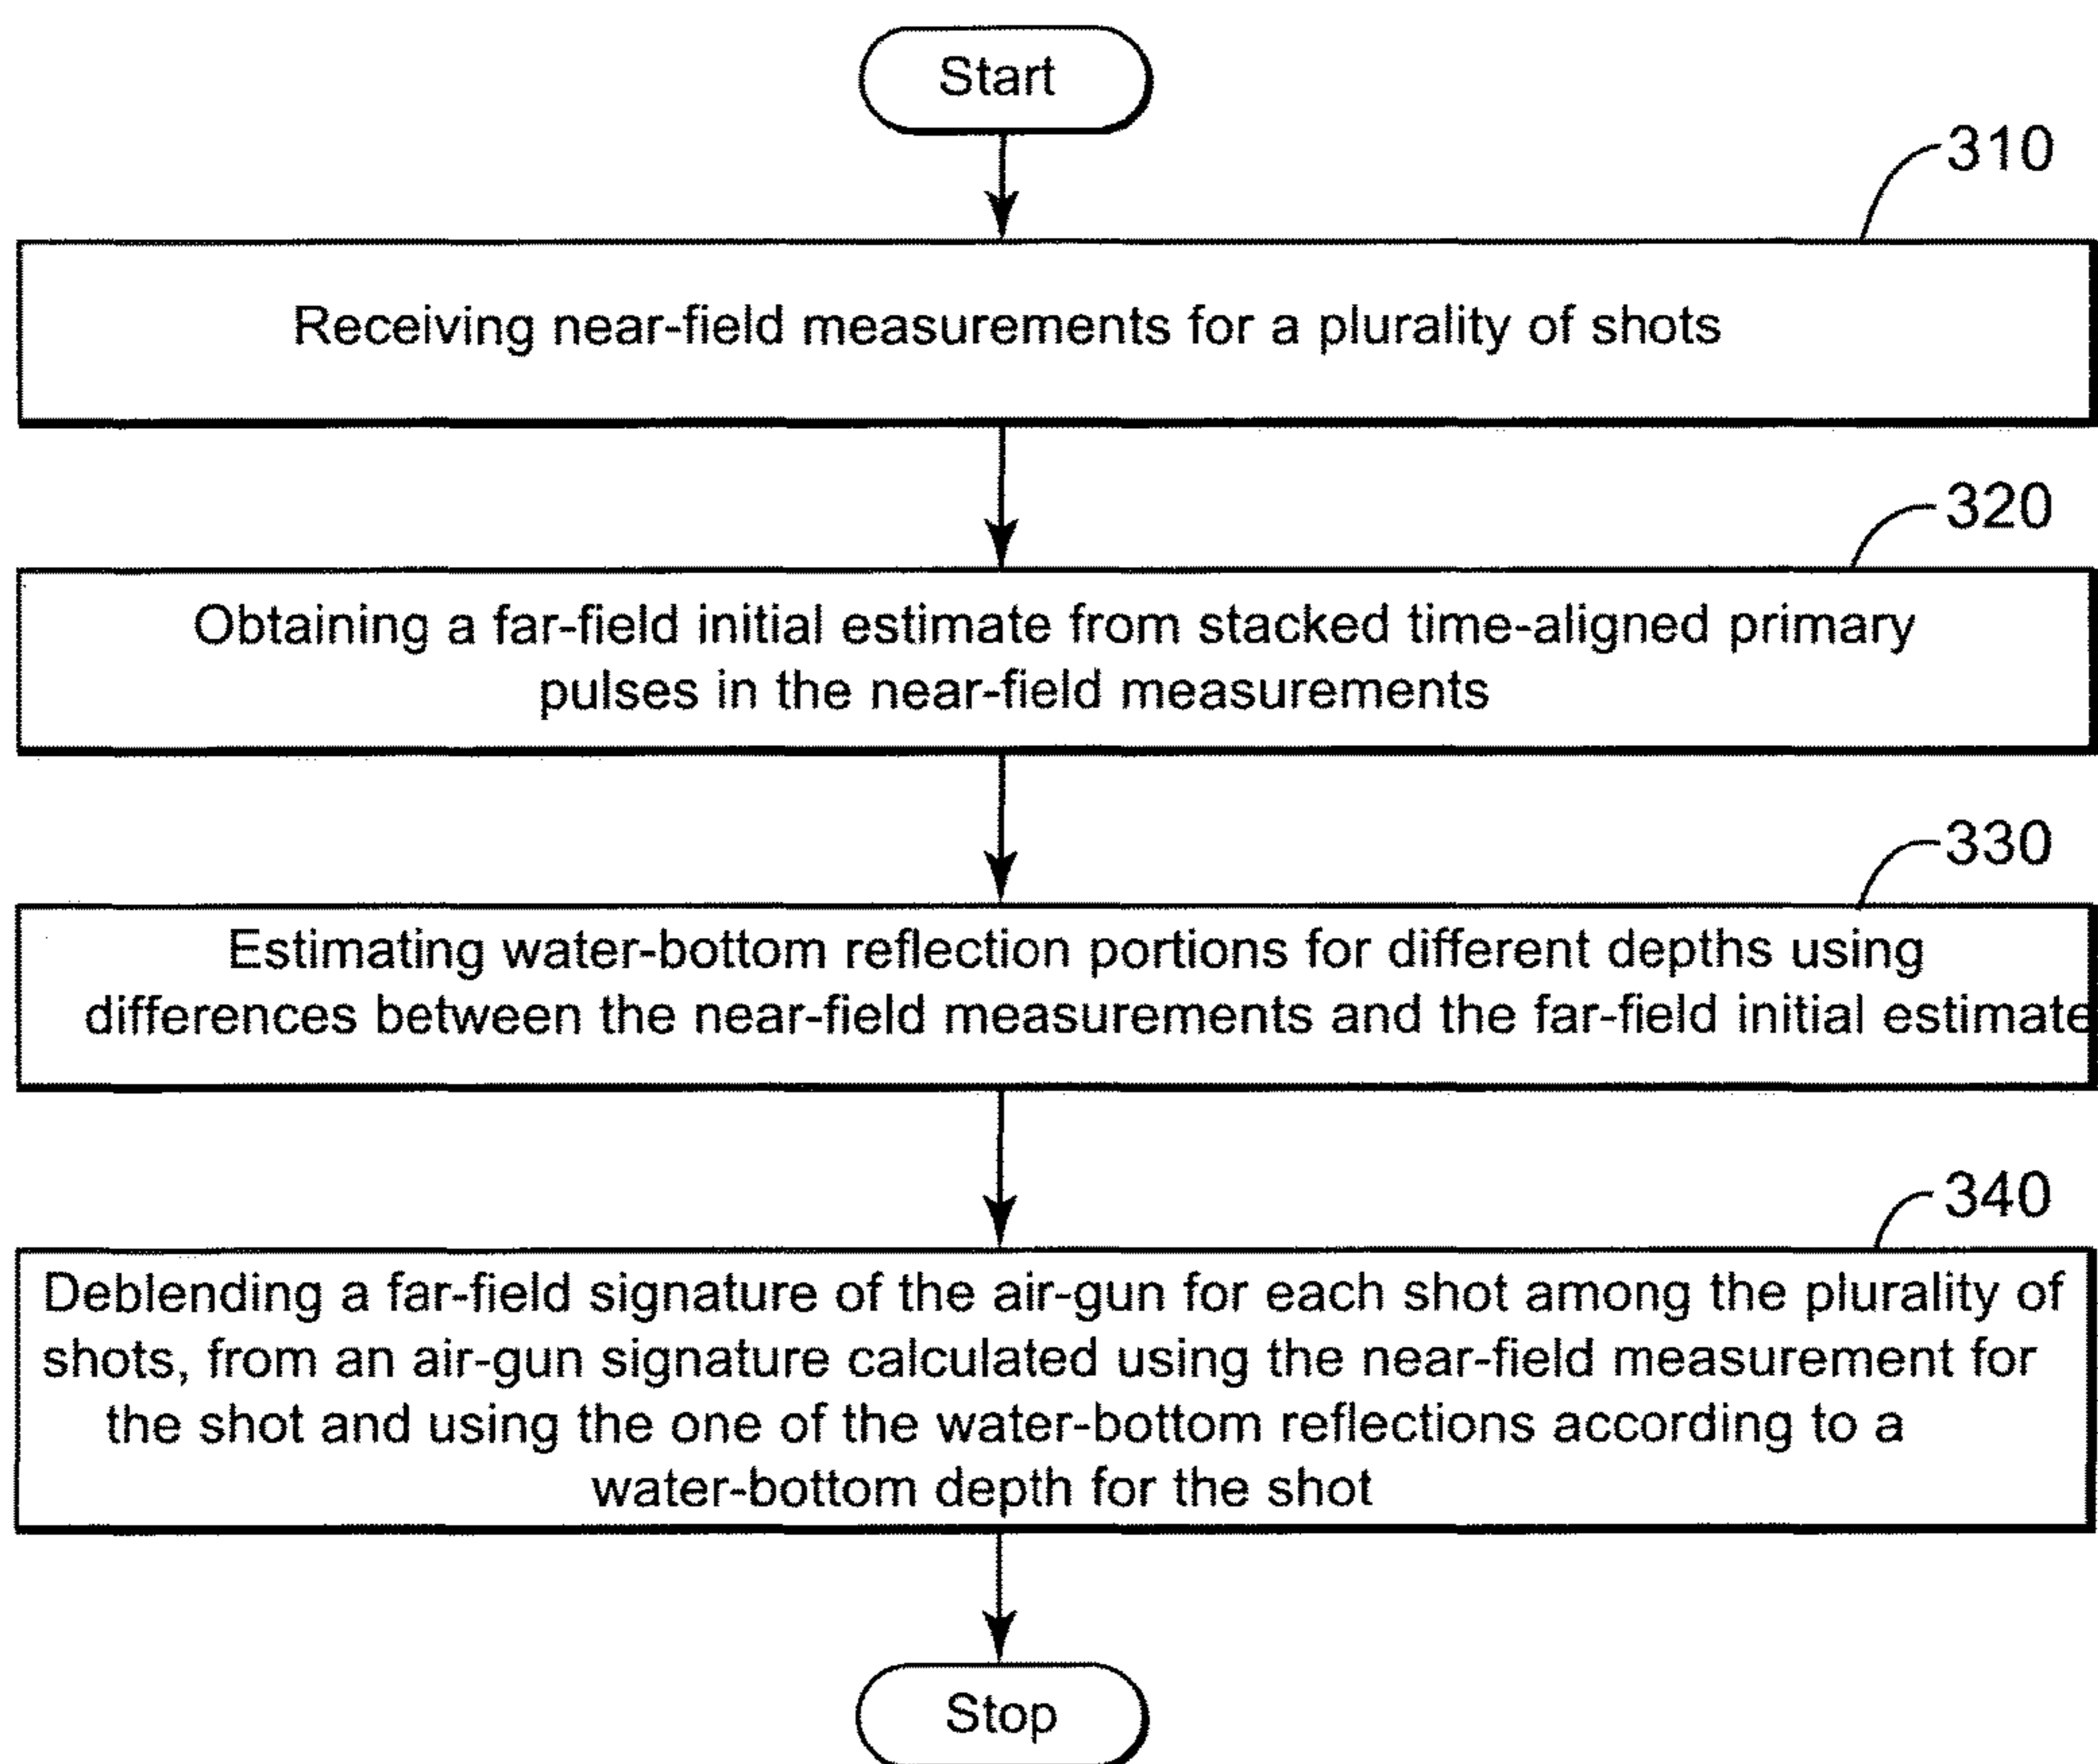 Start
310
Receiving near-field measurements for a plurality of shots
320
Obtaining a far-field initial estimate from stacked time-aligned primary
pulses in the near-field measurements
330
Estimating water-bottom reflection portions for different depths using
differences between the near-field measurements and the far-field initial estimate
340
Deblending a far-field signature of the air-gun for each shot among the plurality of
shots, from an air-gun signature calculated using the near-field measurement for
the shot and using the one of the water-bottom reflections according to a
water-bottom depth for the shot
Stop